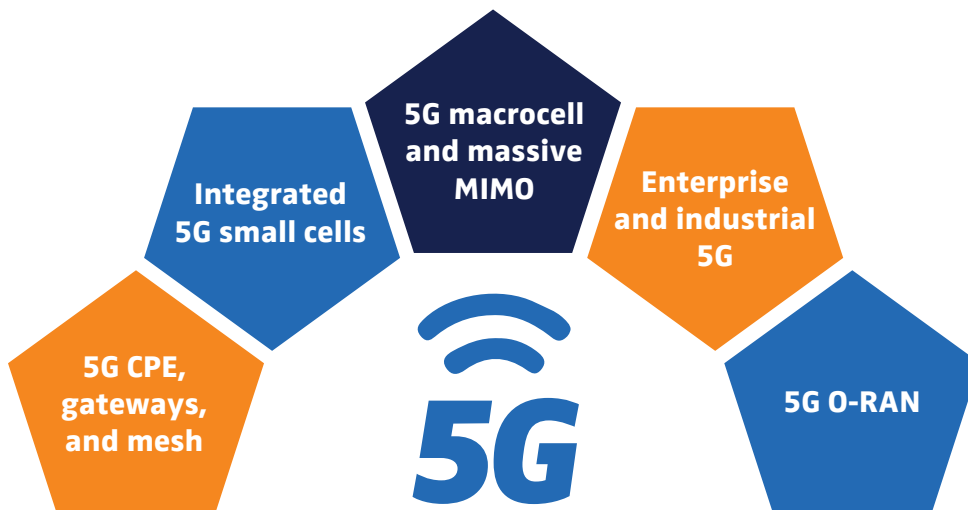 5G CPE,
gateways,
and mesh
Integrated
5G small cells
5G macrocell
and massive
MIMO
Enterprise
and industrial
5G
5G O-RAN
5G